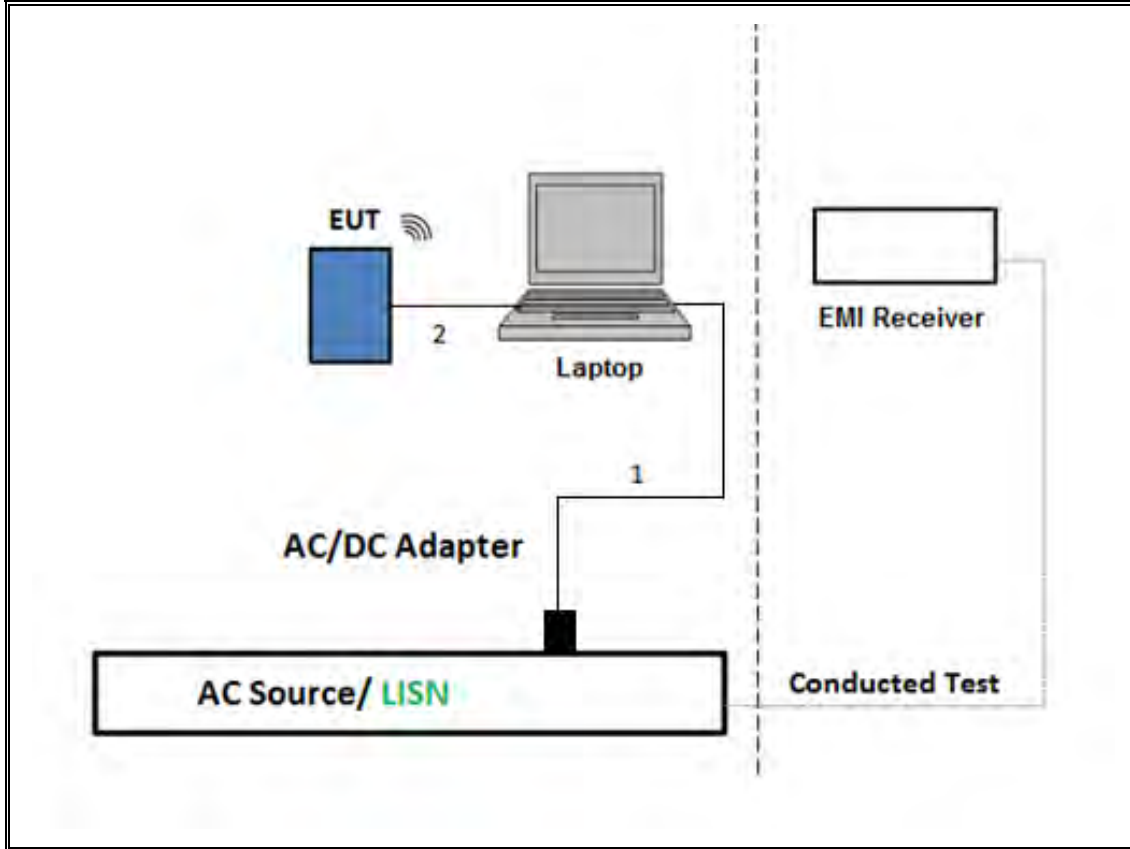 EUT
2
Laptop
EMI Receiver
1
AC/DC Adapter
AC Source/ LISN
Conducted Test